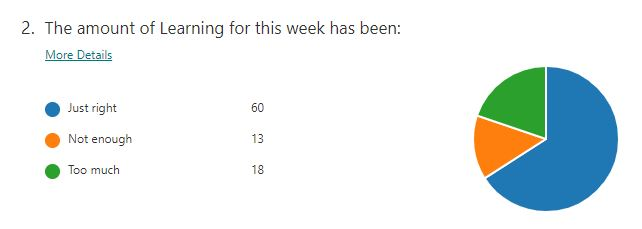 2. The amount of Learning for this week has been:
More Details
Just right 60
Not enough 13
Too much 18